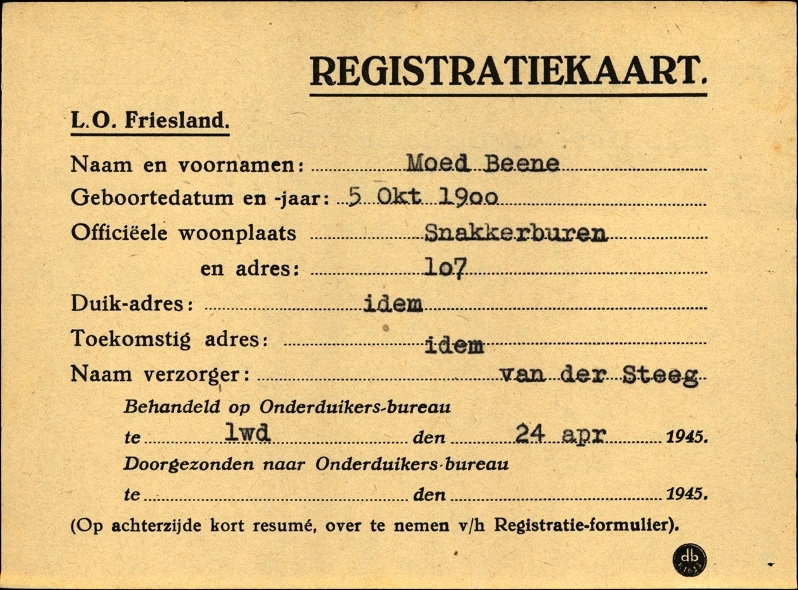 REGISTRATIEKAART.
L.O. Friesland.
Naam en voornamen: Moed Beene
Geboortedatum en -jaar: 5 Okt 19oo
Officiëele woonplaats Snakkerburen
en adres: lo7
Duik-adres: idem
Toekomstig adres: idem
Naam verzorger: van der Steeg
Behandeld op Onderduikers-bureau
te lwd den 24 apr 1945.
Doorgezonden naar Onderduikers-bureau
te den 1945.
(Op achterzijde kort resumé, over te nemen v/h Registratie-formulier).
db